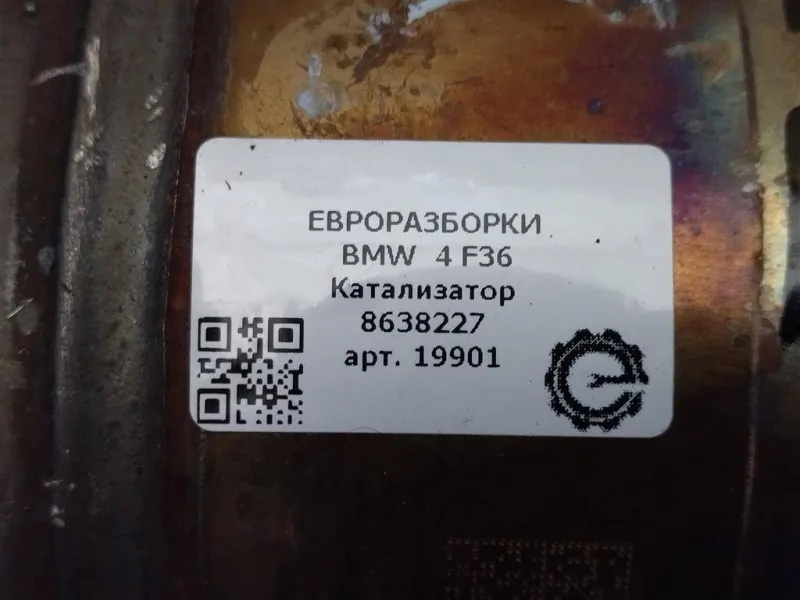 ЕВРОРАЗБОРКИ
BMW 4 F36
Катализатор
8638227
арт. 19901